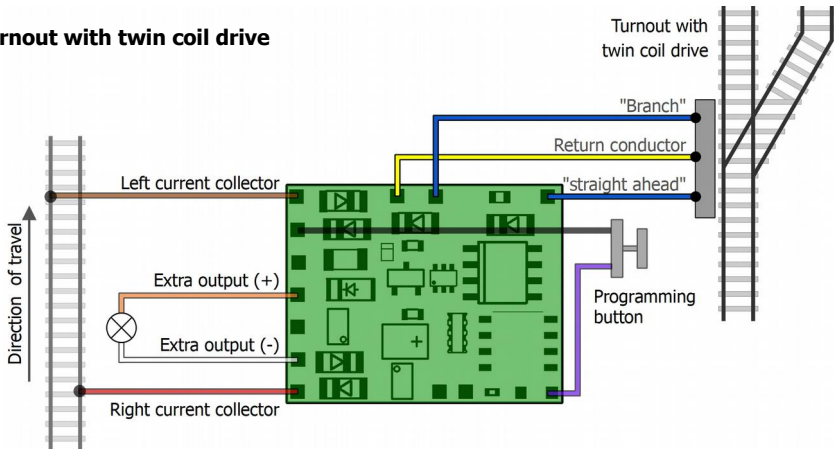 with twin coil drive
Turnout with
twin coil drive
"Branch"
Return conductor
"straight ahead"
Left current collector
Direction of travel
Extra output (+)
Extra output (-)
Right current collector
Programming
button
+